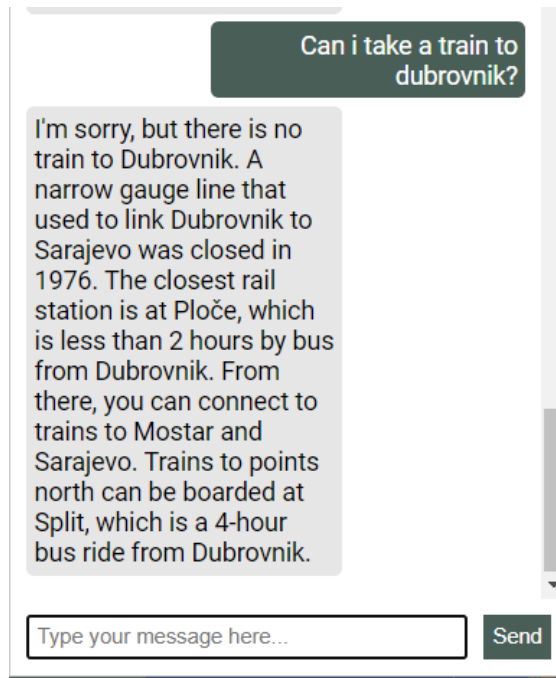 Can i take a train to
dubrovnik?
I'm sorry, but there is no
train to Dubrovnik. A
narrow gauge line that
used to link Dubrovnik to
Sarajevo was closed in
1976. The closest rail
station is at Ploče, which
is less than 2 hours by bus
from Dubrovnik. From
there, you can connect to
trains to Mostar and
Sarajevo. Trains to points
north can be boarded at
Split, which is a 4-hour
bus ride from Dubrovnik.
Type your message here...
Send